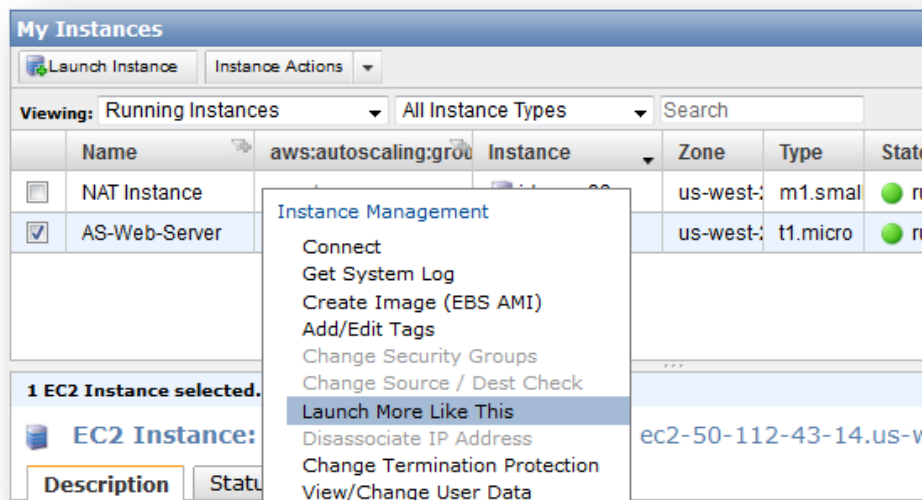 My Instances
Launch Instance Instance Actions
Viewing: Running Instances All Instance Types Search
Name aws:autoscaling:grou Instance Zone Type State
NAT Instance us-west-2 m1.small
AS-Web-Server us-west-2 t1.micro
Instance Management
Connect
Get System Log
Create Image (EBS AMI)
Add/Edit Tags
Change Security Groups
Change Source / Dest Check
Launch More Like This
Disassociate IP Address
Change Termination Protection
View/Change User Data
1 EC2 Instance selected.
EC2 Instance: ec2-50-112-43-14.us-w
Description Statu